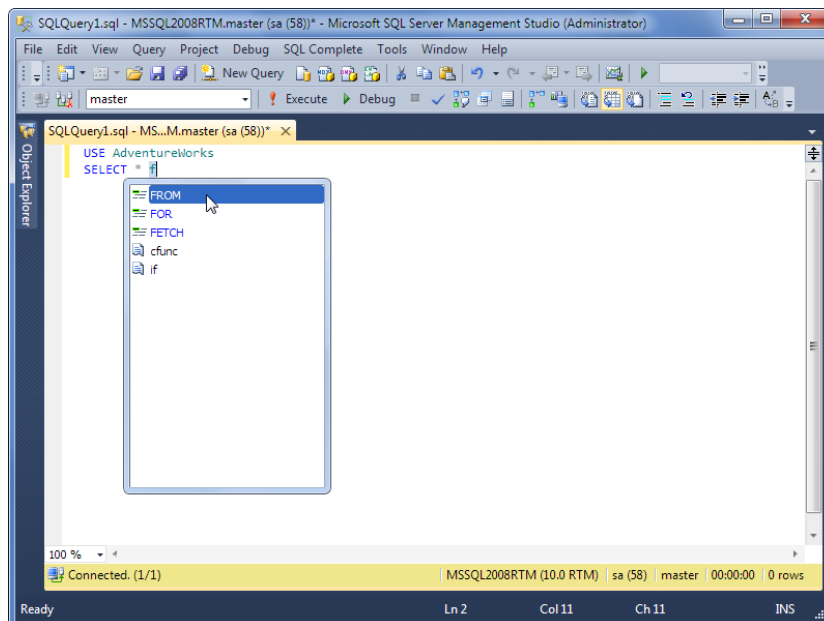 SQLQuery1.sql - MSSQL2008RTM.master (sa (58))* - Microsoft SQL Server Management Studio (Administrator)
File Edit View Query Project Debug SQL Complete Tools Window Help
New Query
master Execute Debug
SQLQuery1.sql - MS...M.master (sa (58))*
Object Explorer
USE AdventureWorks
SELECT * f
FROM
FOR
FETCH
cfunc
if
100 %
Connected. (1/1) MSSQL2008RTM (10.0 RTM) sa (58) master 00:00:00 0 rows
Ready Ln 2 Col 11 Ch 11 INS